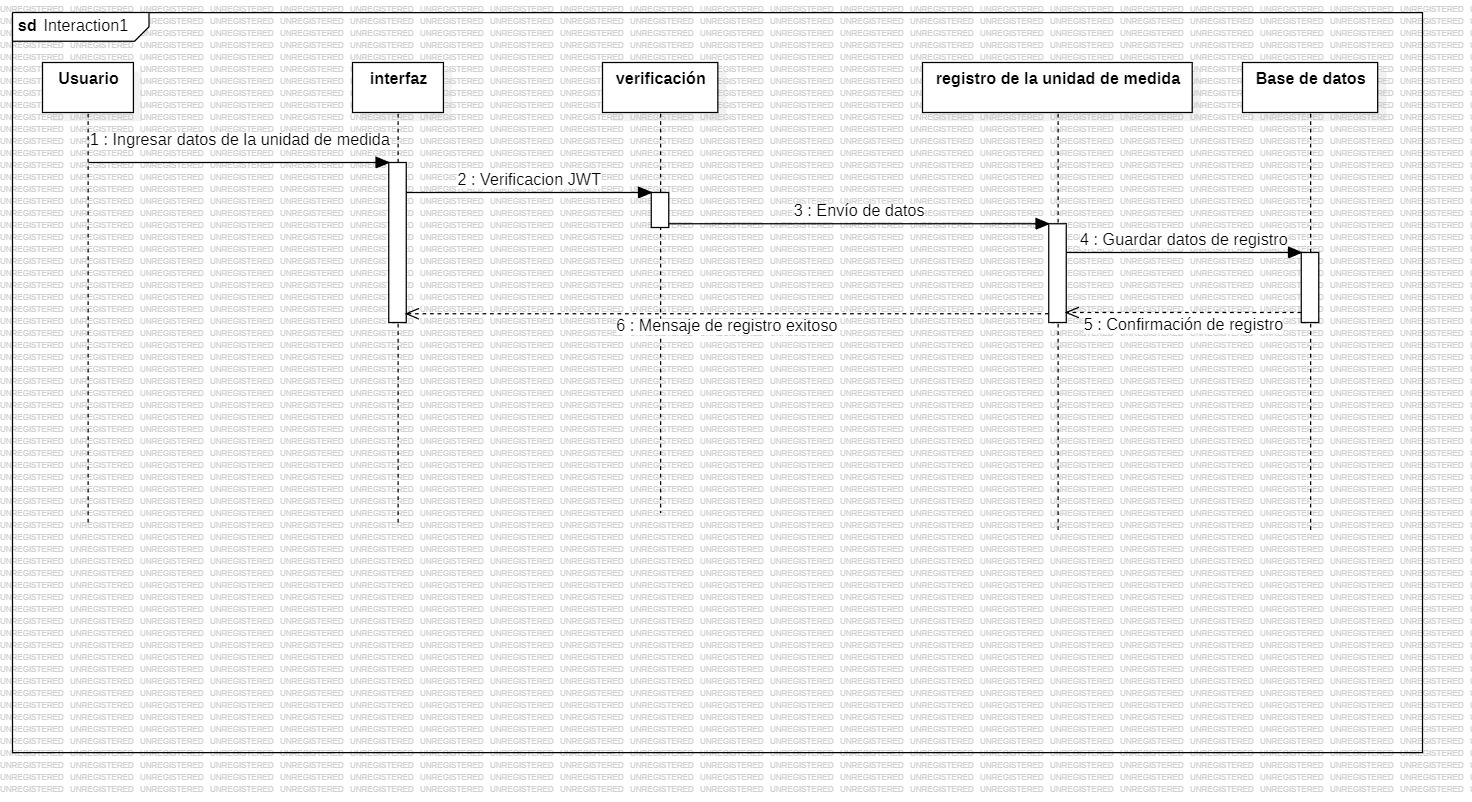 sd Interaction1
Usuario
interfaz
verificación
registro de la unidad de medida
Base de datos
1 : Ingresar datos de la unidad de medida
2 : Verificacion JWT
3 : Envío de datos
4 : Guardar datos de registro
5 : Confirmación de registro
6 : Mensaje de registro exitoso
UNREGISTERED